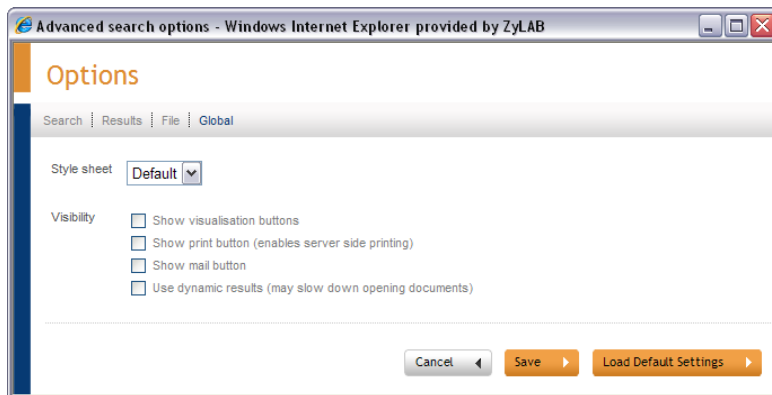 Advanced search options - Windows Internet Explorer provided by ZyLAB
Options
Search Results File Global
Style sheet Default
Visibility Show visualisation buttons
Show print button (enables server side printing)
Show mail button
Use dynamic results (may slow down opening documents)
Cancel Save Load Default Settings